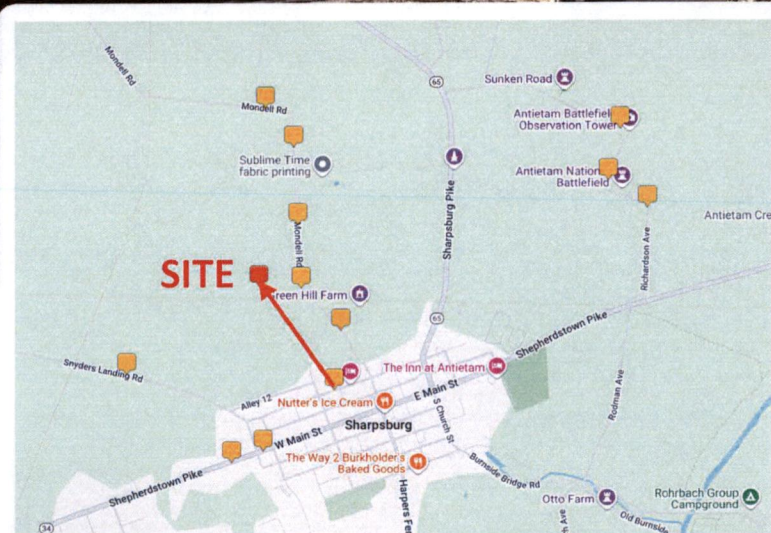 Mondell Rd
65
Sunken Road
Mondell Rd
Antietam Battlefield
Observation Tower
Sublime Time
fabric printing
Antietam National
Battlefield
Sharpsburg Pike
Antietam Cre
Mondell Rd
Richardson Ave
SITE
Green Hill Farm
65
Shepherdstown Pike
Snyders Landing Rd
The Inn at Antietam
Alley 12
Nutter's Ice Cream
E Main St
Rodman Ave
S Church St
Sharpsburg
W Main St
The Way 2 Burkholder's
Baked Goods
Burnside Bridge Rd
Shepherdstown Pike
Harpers Fer
Otto Farm
Rohrbach Group
Campground
34
h Ave
Old Burnside